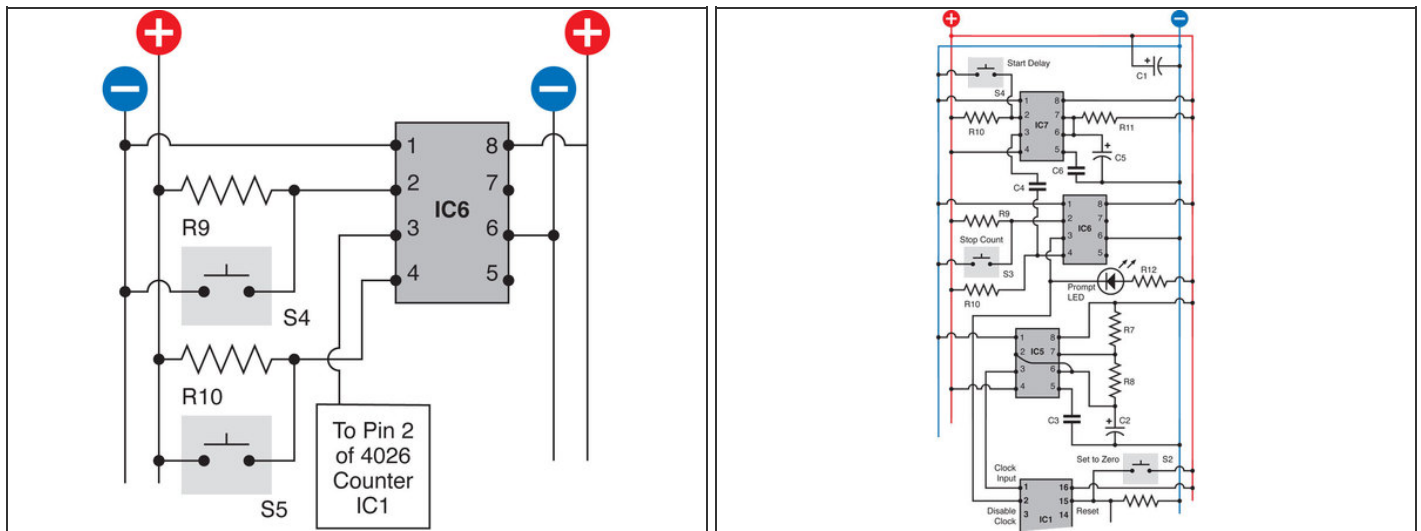 +
+
−
−
1
8
2
7
IC6
R9
3
6
4
5
S4
R10
To Pin 2
of 4026
Counter
IC1
S5
+
−
+
C1
Start Delay
S4
1
8
2
7
R10
IC7
R11
3
6
+
C5
4
5
C6
C4
1
8
R9
2
7
IC6
Stop Count
3
6
S3
4
5
R10
Prompt
LED
R12
1
8
R7
2
IC5
7
3
6
R8
4
5
C3
+
C2
Set to Zero
S2
Clock
Input
1
16
2
15
Reset
Disable
Clock
3
IC1
14